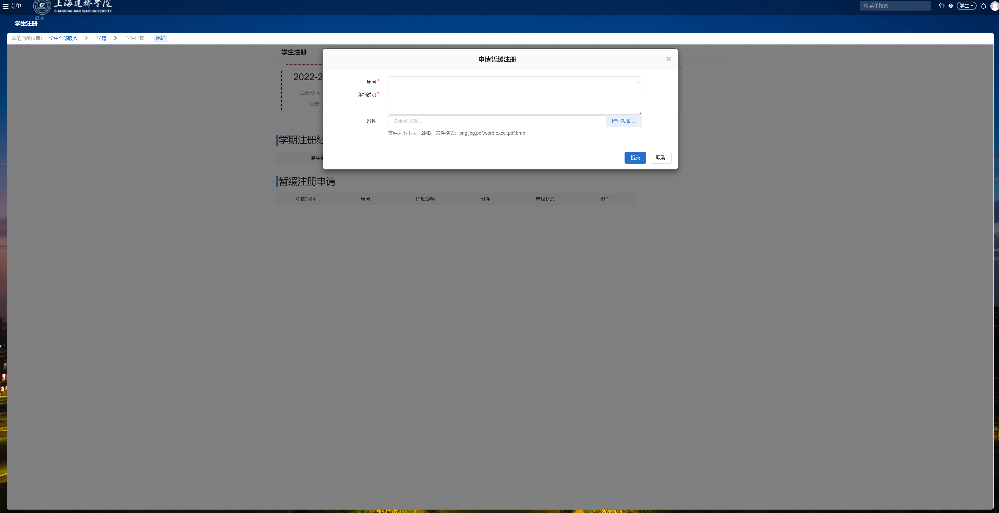 菜单
上海建桥学院
SHANGHAI JIAN QIAO UNIVERSITY
菜单搜索
学生
学生注册
您的当前位置： 学生全部服务 学籍 学生注册 刷新
学生注册
申请暂缓注册
2022-2
注册时间：
公告：
原因*
详细说明*
附件 Select 文件... 选择 ...
文件大小不大于2MB，文件格式：png,jpg,pdf,word,excel,pdf,bmp
提交 取消
学期注册结
学年学
暂缓注册申请
申请时间 原因 详细说明 附件 审核状态 操作